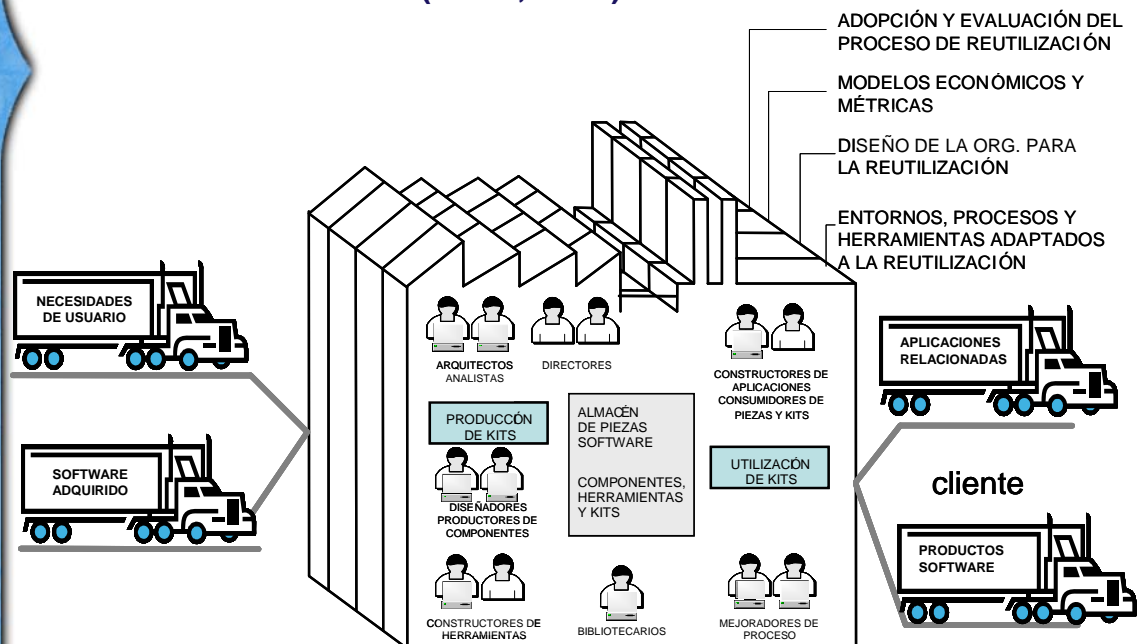 ADOPCIÓN Y EVALUACIÓN DEL
PROCESO DE REUTILIZACIÓN
MODELOS ECONÓMICOS Y
MÉTRICAS
DISEÑO DE LA ORG. PARA
LA REUTILIZACIÓN
ENTORNOS, PROCESOS Y
HERRAMIENTAS ADAPTADOS
A LA REUTILIZACIÓN
NECESIDADES
DE USUARIO
SOFTWARE
ADQUIRIDO
ARQUITECTOS
ANALISTAS
DIRECTORES
CONSTRUCTORES DE
APLICACIONES
CONSUMIDORES DE
PIEZAS Y KITS
PRODUCCÓN
DE KITS
ALMACÉN
DE PIEZAS
SOFTWARE
COMPONENTES,
HERRAMIENTAS
Y KITS
UTILIZACÓN
DE KITS
DISEÑADORES
PRODUCTORES DE
COMPONENTES
CONSTRUCTORES DE
HERRAMIENTAS
BIBLIOTECARIOS
MEJORADORES DE
PROCESO
APLICACIONES
RELACIONADAS
cliente
PRODUCTOS
SOFTWARE